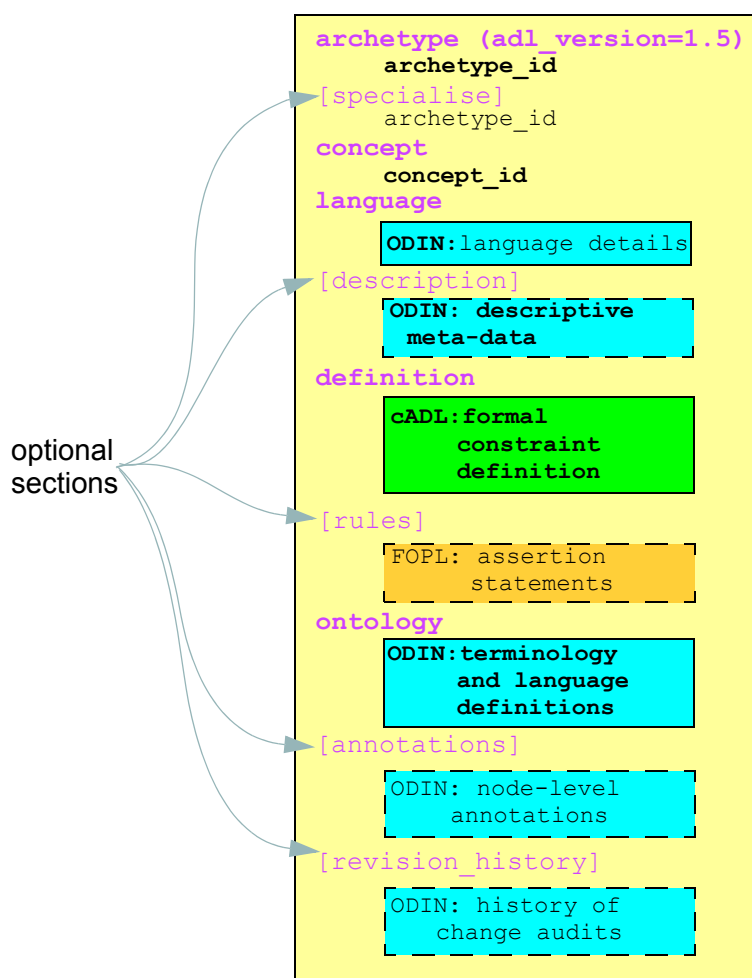 archetype (adl_version=1.5)
archetype_id
[specialise]
archetype_id
concept
concept_id
language
ODIN:language details
[description]
ODIN: descriptive
meta-data
definition
cADL:formal
constraint
definition
optional
sections
[rules]
FOPL: assertion
statements
ontology
ODIN:terminology
and language
definitions
[annotations]
ODIN: node-level
annotations
[revision_history]
ODIN: history of
change audits